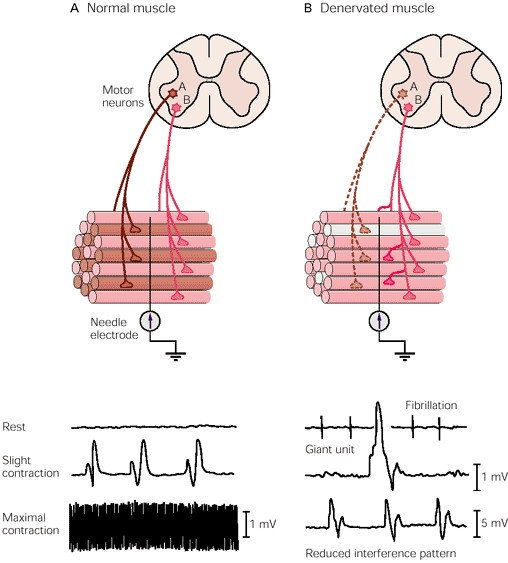 A Normal muscle
B Denervated muscle
Motor
neurons
A
B
A
B
Needle
electrode
Rest
Fibrillation
Giant unit
Slight
contraction
1 mV
Maximal
contraction
1 mV
5 mV
Reduced interference pattern